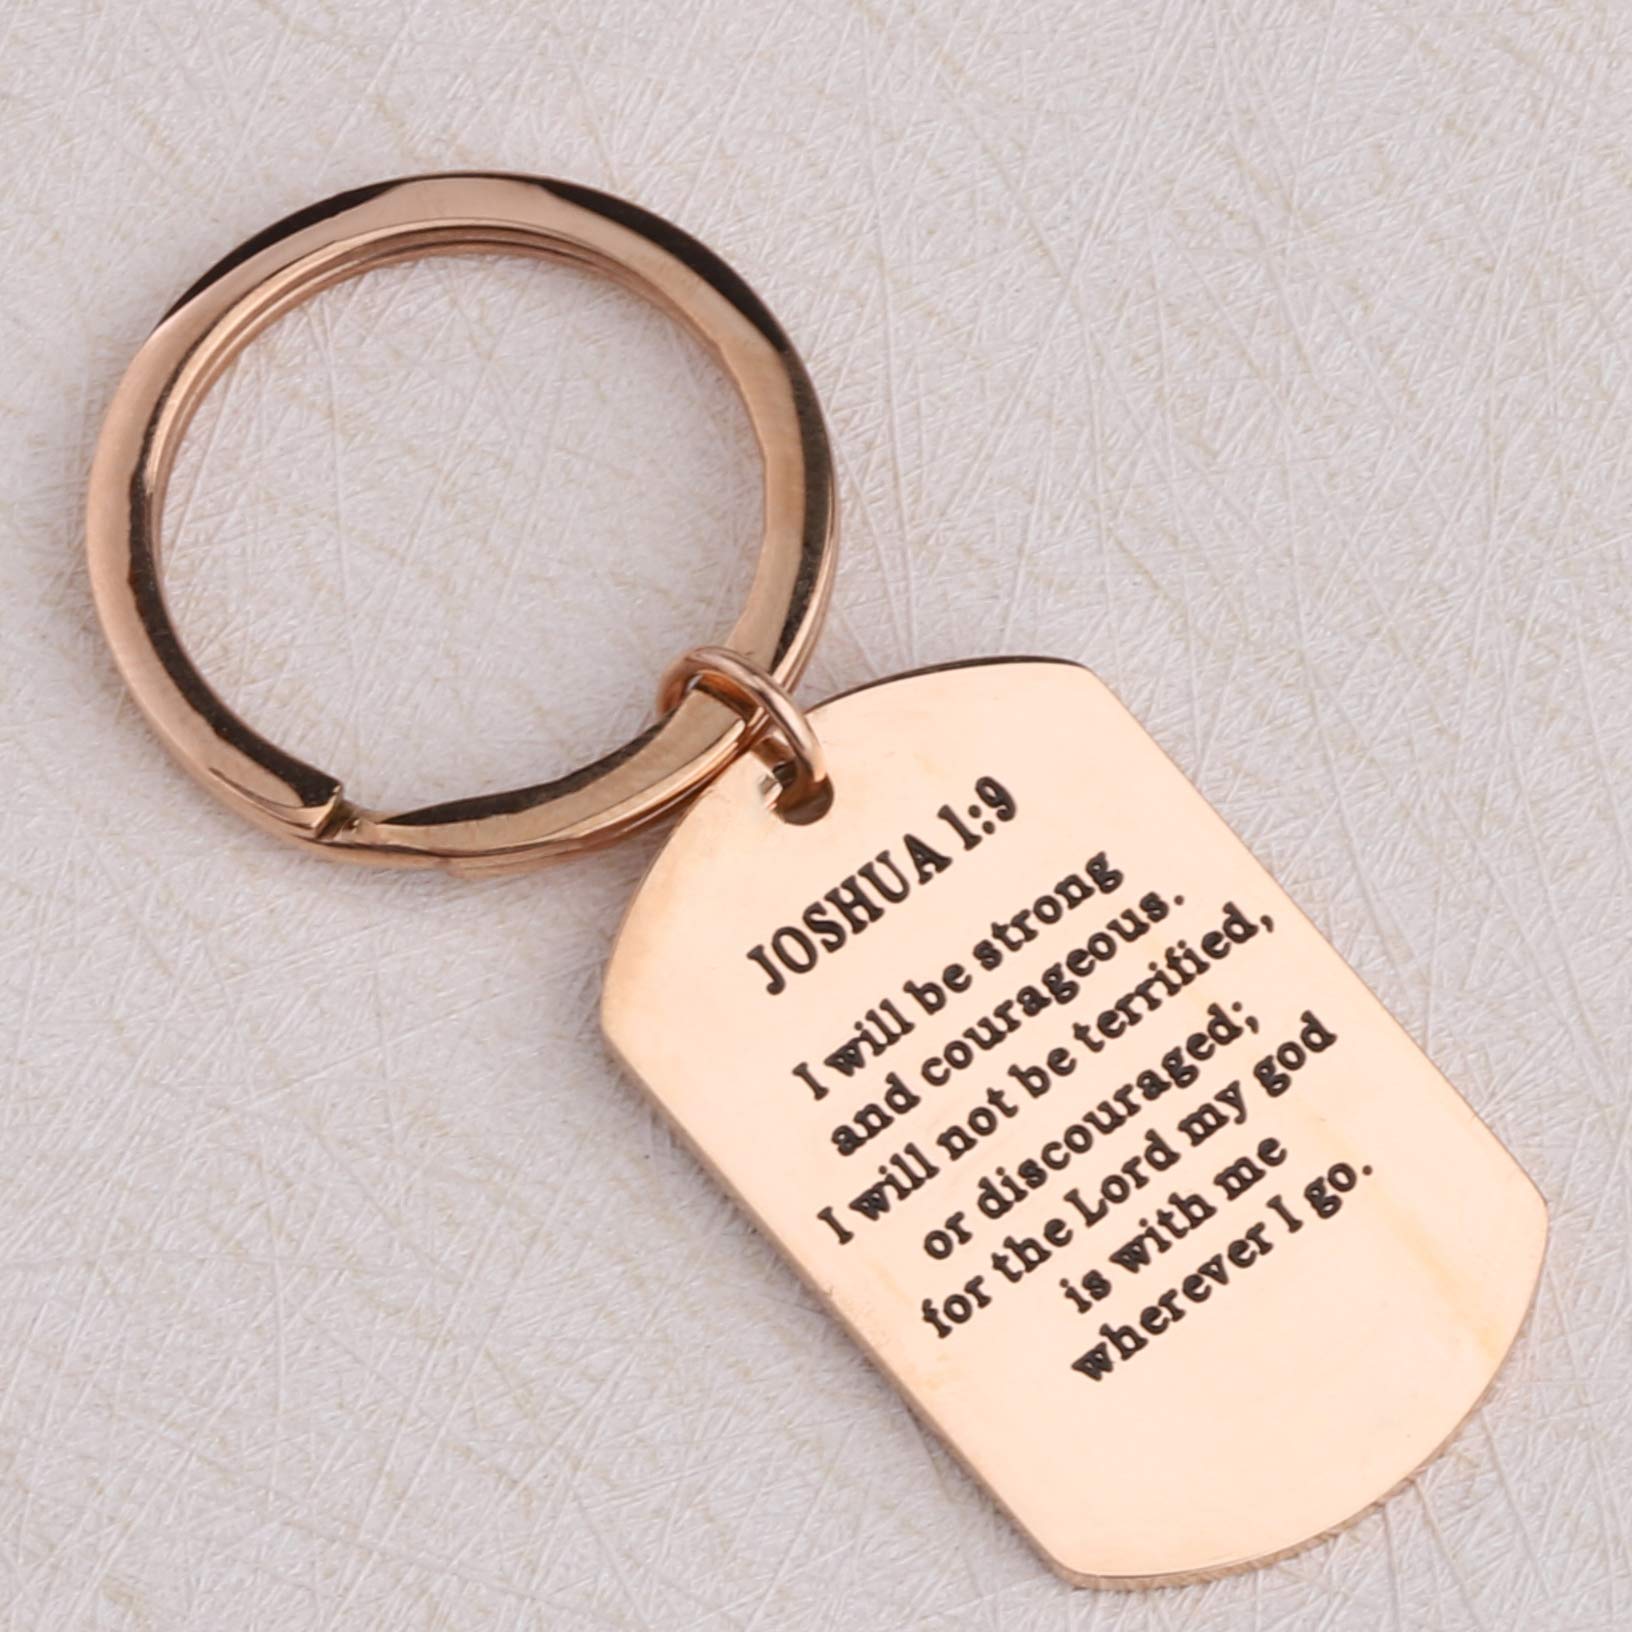 JOSHUA 1:9
I will be strong
and courageous.
I will not be terrified,
or discouraged;
for the Lord my god
is with me
wherever I go.